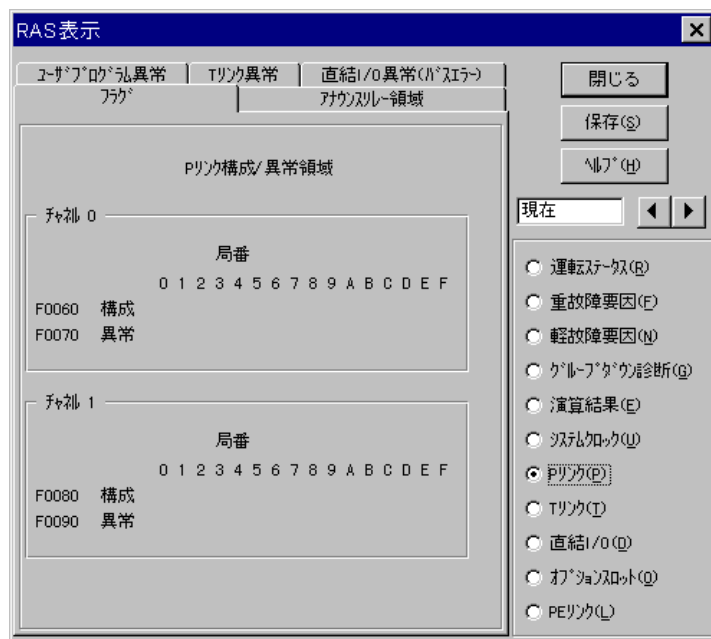 RAS表示
ﾕｰｻﾞﾌﾟﾛｸﾞﾗﾑ異常
Tﾘﾝｸ異常
直結I/O異常(ﾊﾞｽｴﾗｰ)
ﾌﾗｸﾞ
ｱﾅｳﾝｽﾘﾚｰ領域
Pﾘﾝｸ構成/異常領域
ﾁｬﾈﾙ 0
局番
0 1 2 3 4 5 6 7 8 9 A B C D E F
F0060 構成
F0070 異常
ﾁｬﾈﾙ 1
局番
0 1 2 3 4 5 6 7 8 9 A B C D E F
F0080 構成
F0090 異常
閉じる
保存(S)
ﾍﾙﾌﾟ(H)
現在
運転ｽﾃｰﾀｽ(R)
重故障要因(F)
軽故障要因(N)
ｸﾞﾙｰﾌﾟﾀﾞｳﾝ診断(G)
演算結果(E)
ｼｽﾃﾑｸﾛｯｸ(U)
Pﾘﾝｸ(P)
Tﾘﾝｸ(T)
直結I/O(D)
ｵﾌﾟｼｮﾝｽﾛｯﾄ(O)
PEﾘﾝｸ(L)